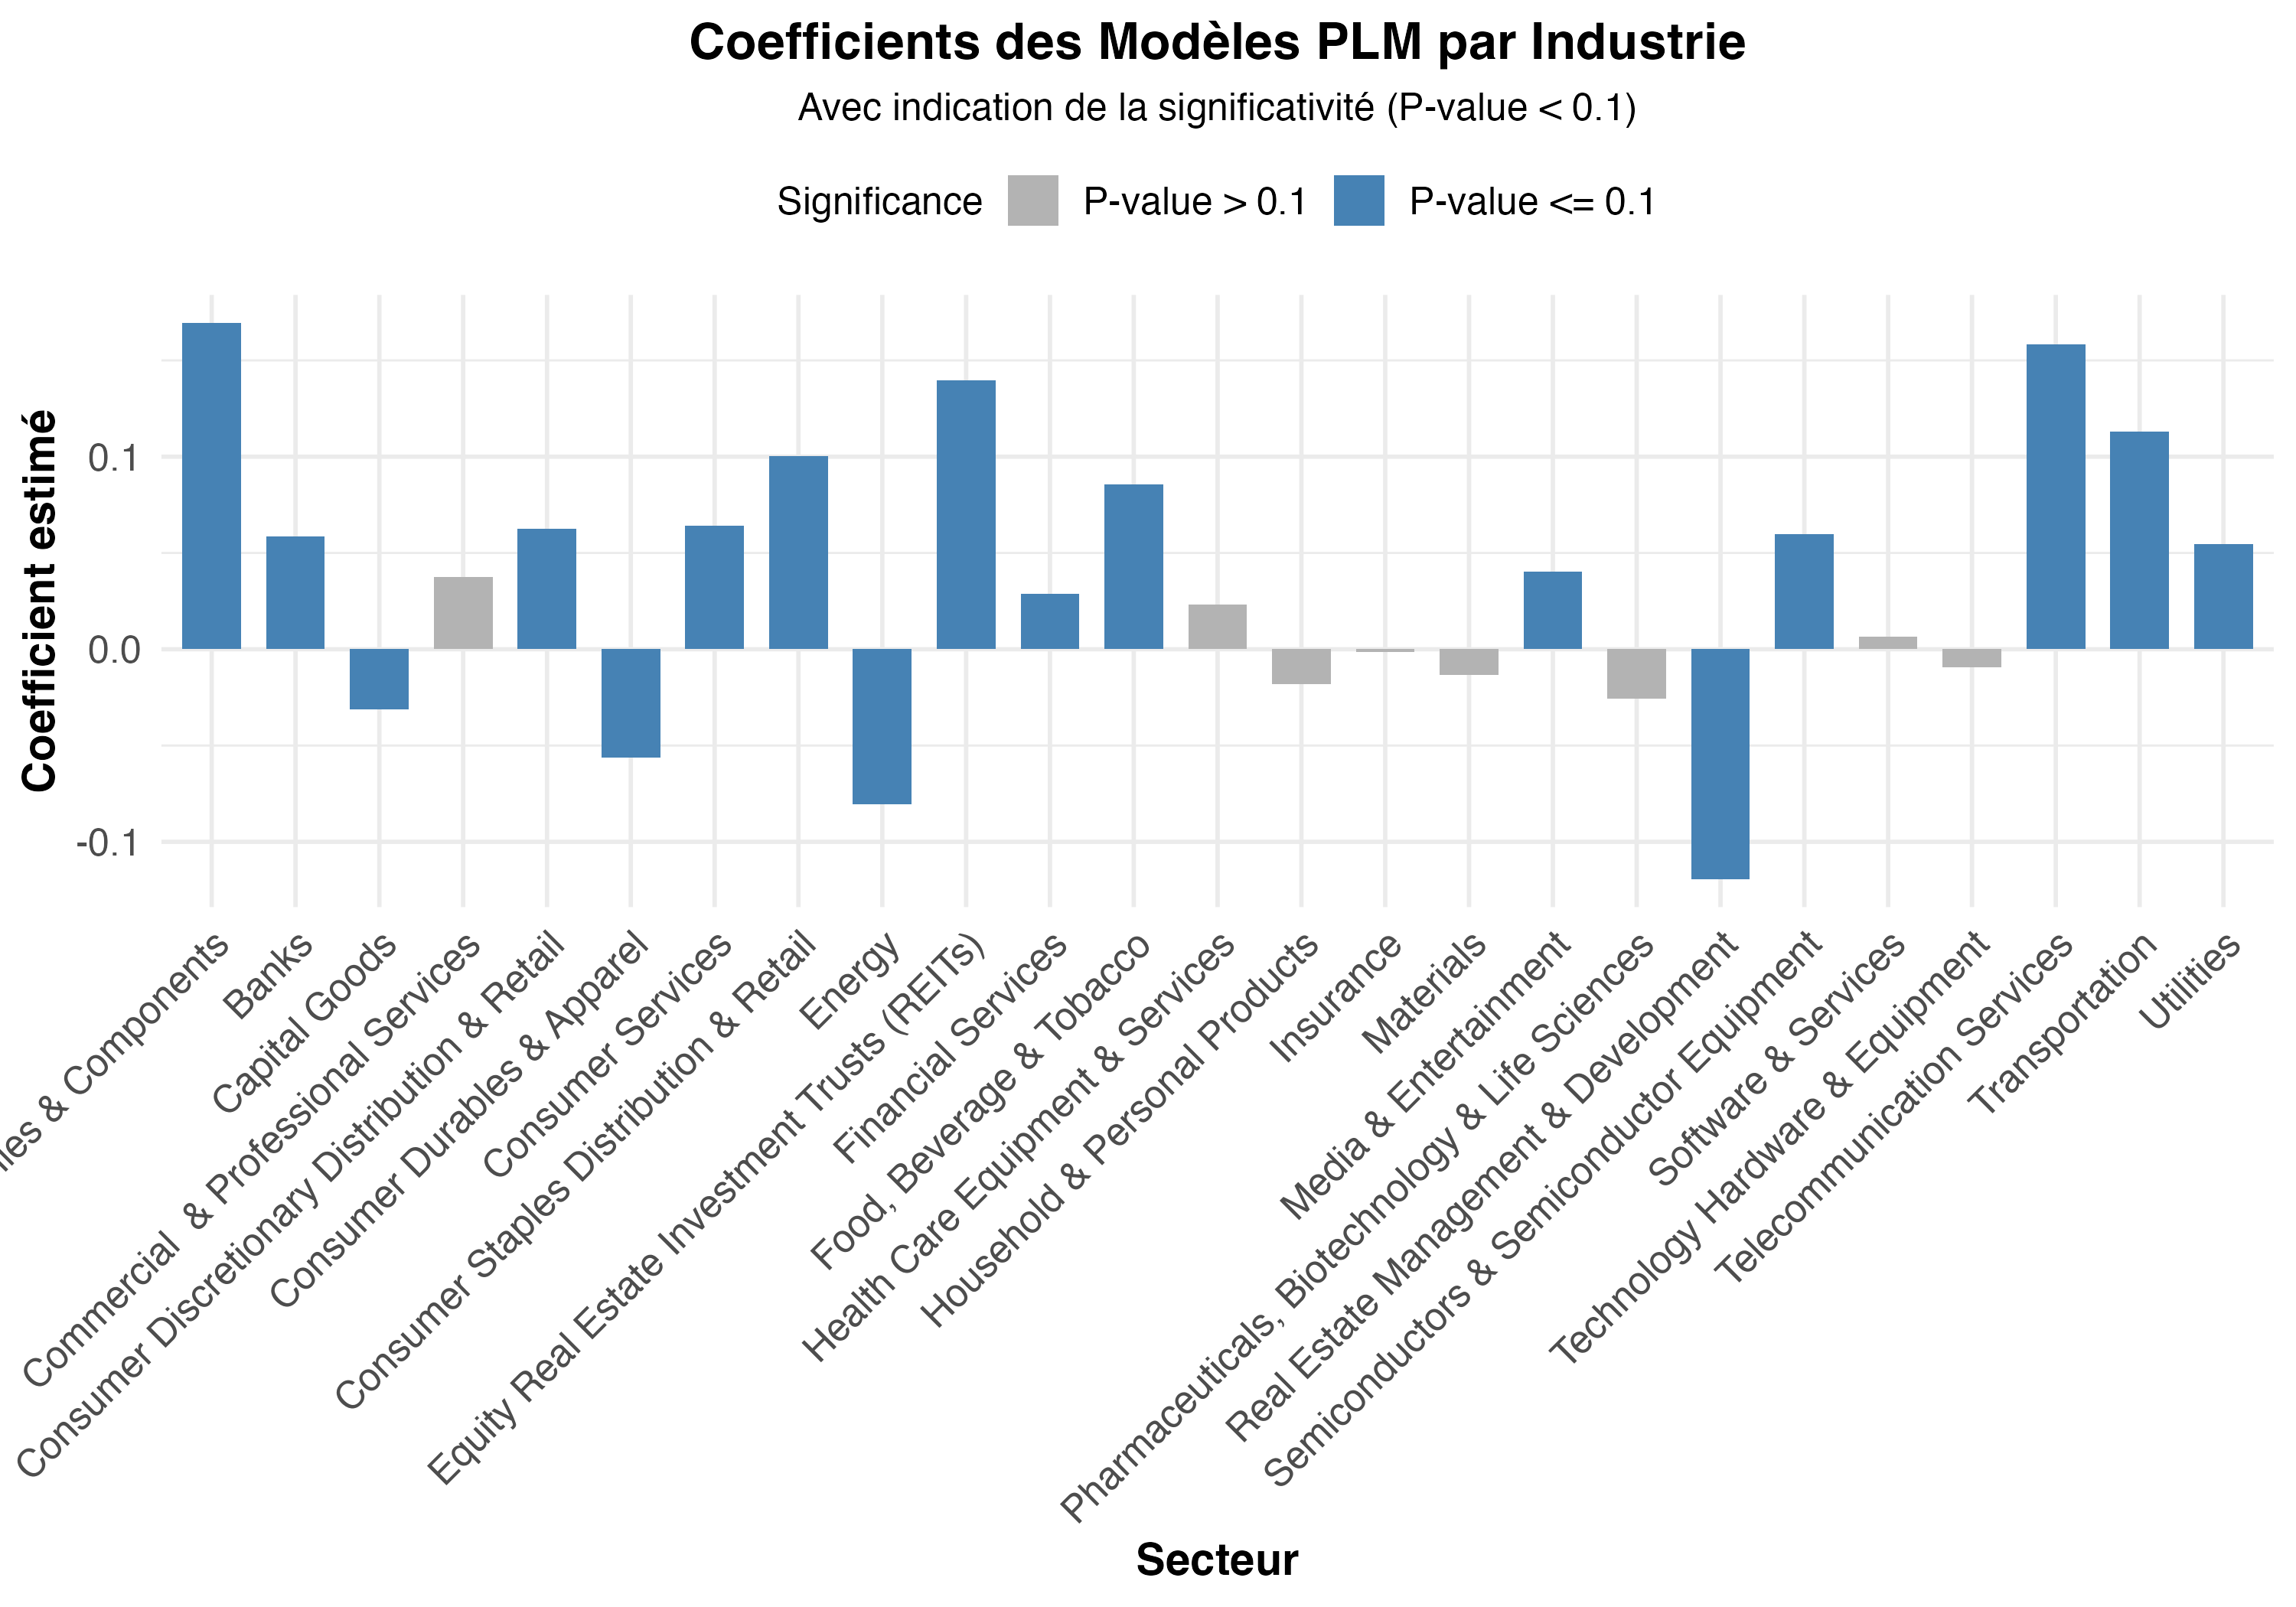 Coefficients des Modèles PLM par Industrie
Avec indication de la significativité (P-value < 0.1)
Significance P-value > 0.1 P-value <= 0.1
Coefficient estimé
0.1
0.0
-0.1
& Components
Banks
Capital Goods
Commercial & Professional Services
Consumer Discretionary Distribution & Retail
Consumer Durables & Apparel
Consumer Services
Consumer Staples Distribution & Retail
Energy
Equity Real Estate Investment Trusts (REITs)
Financial Services
Food, Beverage & Tobacco
Health Care Equipment & Services
Household & Personal Products
Insurance
Materials
Media & Entertainment
Pharmaceuticals, Biotechnology & Life Sciences
Real Estate Management & Development
Semiconductors & Semiconductor Equipment
Software & Services
Technology Hardware & Equipment
Telecommunication Services
Transportation
Utilities
Secteur